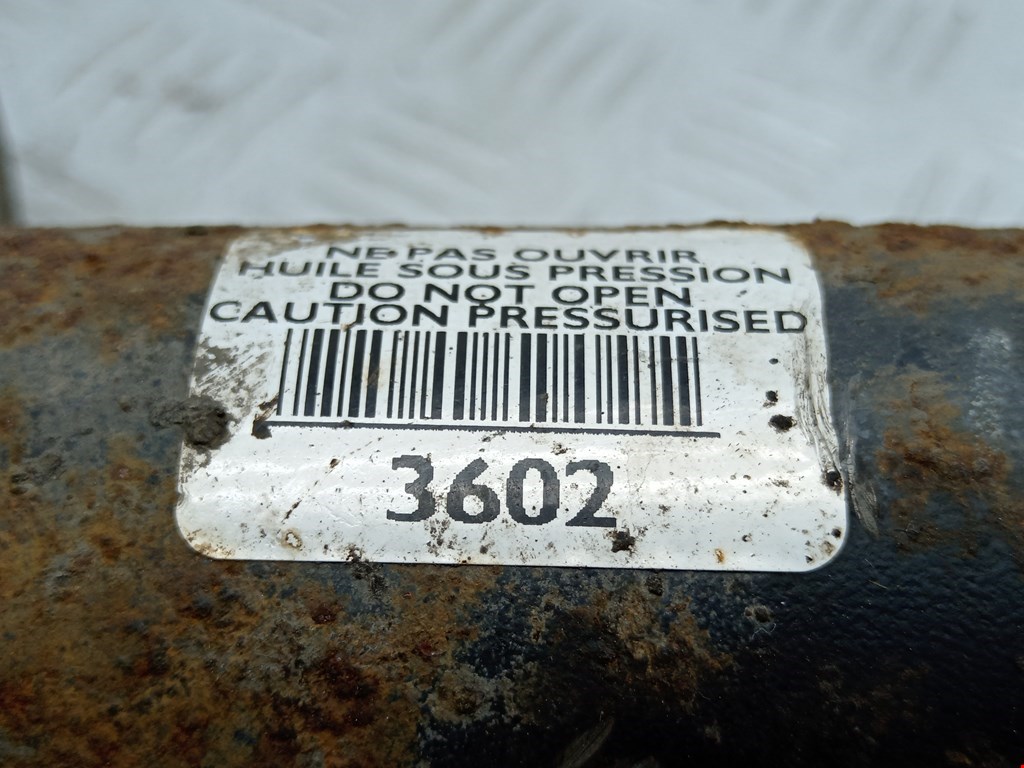 NE PAS OUVRIR
HUILE SOUS PRESSION
DO NOT OPEN
CAUTION PRESSURISED
3602